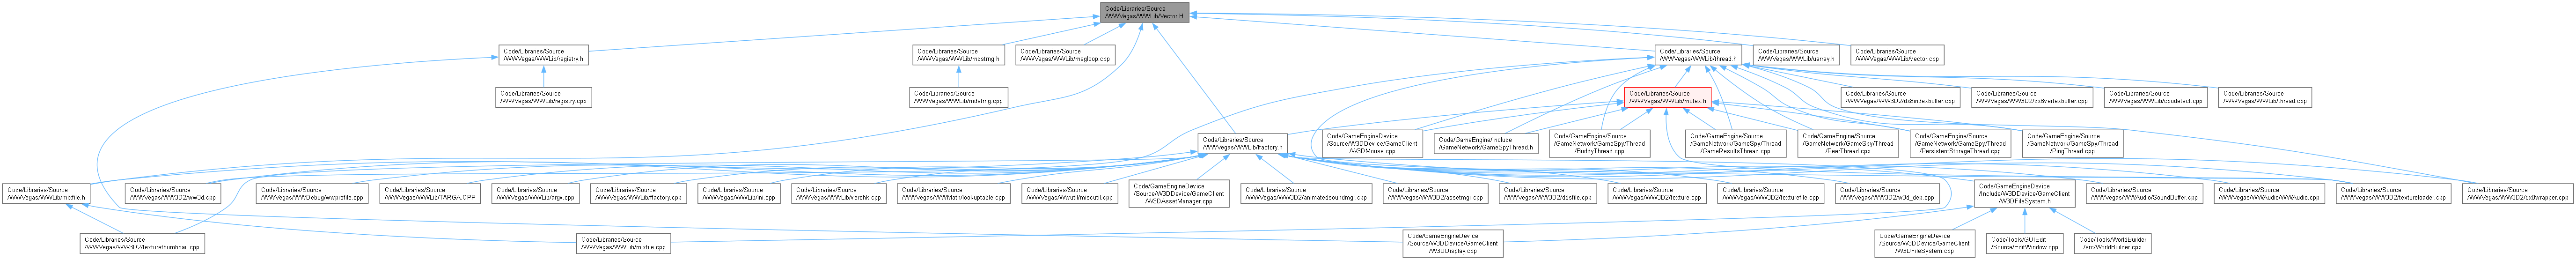 Code/Libraries/Source
/WWVegas/WWLib/Vector.H
Code/Libraries/Source
/WWVegas/WWLib/registry.h
Code/Libraries/Source
/WWVegas/WWLib/rndstrng.h
Code/Libraries/Source
/WWVegas/WWLib/msgloop.cpp
Code/Libraries/Source
/WWVegas/WWLib/thread.h
Code/Libraries/Source
/WWVegas/WWLib/uarray.h
Code/Libraries/Source
/WWVegas/WWLib/vector.cpp
Code/Libraries/Source
/WWVegas/WWLib/registry.cpp
Code/Libraries/Source
/WWVegas/WWLib/rndstrng.cpp
Code/Libraries/Source
/WWVegas/WWLib/mutex.h
Code/Libraries/Source
/WWVegas/WW3D2/dx8indexbuffer.cpp
Code/Libraries/Source
/WWVegas/WW3D2/dx8vertexbuffer.cpp
Code/Libraries/Source
/WWVegas/WWLib/cpudetect.cpp
Code/Libraries/Source
/WWVegas/WWLib/thread.cpp
Code/Libraries/Source
/WWVegas/WWLib/ffactory.h
Code/GameEngineDevice
/Source/W3DDevice/GameClient
/W3DMouse.cpp
Code/GameEngine/Include
/GameNetwork/GameSpyThread.h
Code/GameEngine/Source
/GameNetwork/GameSpy/Thread
/BuddyThread.cpp
Code/GameEngine/Source
/GameNetwork/GameSpy/Thread
/GameResultsThread.cpp
Code/GameEngine/Source
/GameNetwork/GameSpy/Thread
/PeerThread.cpp
Code/GameEngine/Source
/GameNetwork/GameSpy/Thread
/PersistentStorageThread.cpp
Code/GameEngine/Source
/GameNetwork/GameSpy/Thread
/PingThread.cpp
Code/Libraries/Source
/WWVegas/WWLib/mixfile.h
Code/Libraries/Source
/WWVegas/WW3D2/ww3d.cpp
Code/Libraries/Source
/WWVegas/WWDebug/wwprofile.cpp
Code/Libraries/Source
/WWVegas/WWLib/TARGA.CPP
Code/Libraries/Source
/WWVegas/WWLib/argv.cpp
Code/Libraries/Source
/WWVegas/WWLib/ffactory.cpp
Code/Libraries/Source
/WWVegas/WWLib/ini.cpp
Code/Libraries/Source
/WWVegas/WWLib/verchk.cpp
Code/Libraries/Source
/WWVegas/WWMath/lookuptable.cpp
Code/Libraries/Source
/WWVegas/Wwutil/miscutil.cpp
Code/GameEngineDevice
/Source/W3DDevice/GameClient
/W3DAssetManager.cpp
Code/Libraries/Source
/WWVegas/WW3D2/animatedsoundmgr.cpp
Code/Libraries/Source
/WWVegas/WW3D2/assetmgr.cpp
Code/Libraries/Source
/WWVegas/WW3D2/ddsfile.cpp
Code/Libraries/Source
/WWVegas/WW3D2/texture.cpp
Code/Libraries/Source
/WWVegas/WW3D2/texturefile.cpp
Code/Libraries/Source
/WWVegas/WW3D2/w3d_dep.cpp
Code/GameEngineDevice
/Include/W3DDevice/GameClient
/W3DFileSystem.h
Code/Libraries/Source
/WWVegas/WWAudio/SoundBuffer.cpp
Code/Libraries/Source
/WWVegas/WWAudio/WWAudio.cpp
Code/Libraries/Source
/WWVegas/WW3D2/textureloader.cpp
Code/Libraries/Source
/WWVegas/WW3D2/dx8wrapper.cpp
Code/Libraries/Source
/WWVegas/WW3D2/texturethumbnail.cpp
Code/Libraries/Source
/WWVegas/WWLib/mixfile.cpp
Code/GameEngineDevice
/Source/W3DDevice/GameClient
/W3DDisplay.cpp
Code/GameEngineDevice
/Source/W3DDevice/GameClient
/W3DFileSystem.cpp
Code/Tools/GUIEdit
/Source/EditWindow.cpp
Code/Tools/WorldBuilder
/src/WorldBuilder.cpp